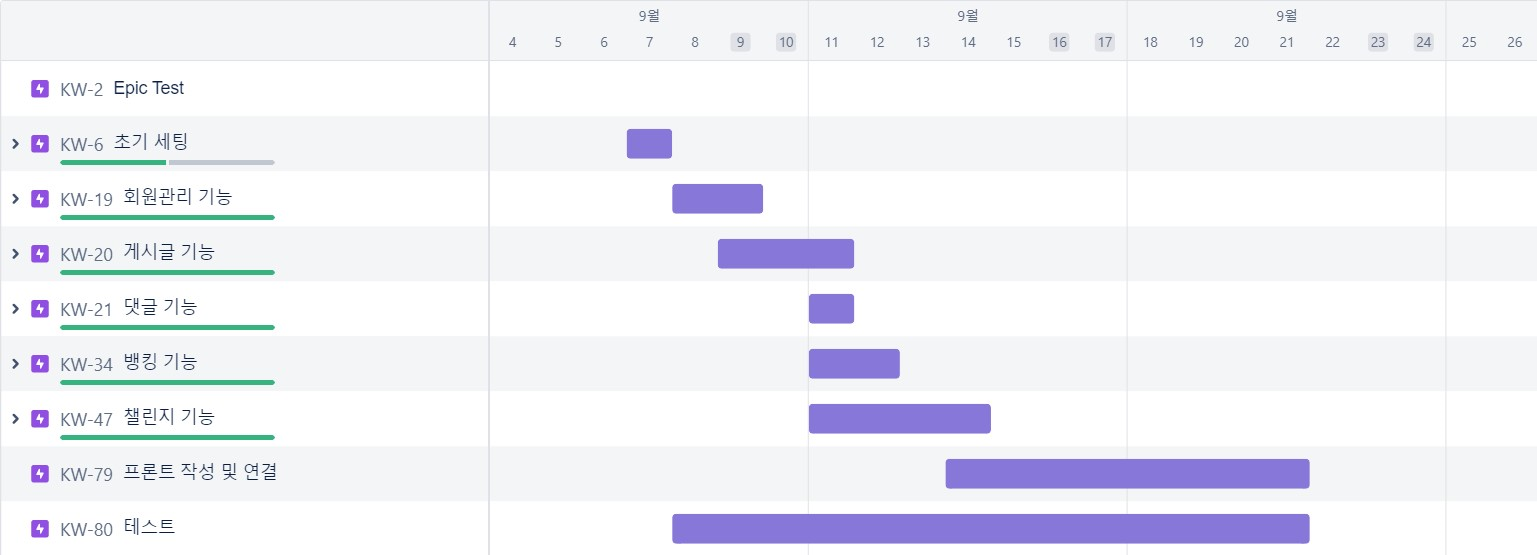 9월 9월 9월
4 5 6 7 8 9 10 11 12 13 14 15 16 17 18 19 20 21 22 23 24 25 26
KW-2 Epic Test
KW-6 초기 세팅
KW-19 회원관리 기능
KW-20 게시글 기능
KW-21 댓글 기능
KW-34 뱅킹 기능
KW-47 챌린지 기능
KW-79 프론트 작성 및 연결
KW-80 테스트